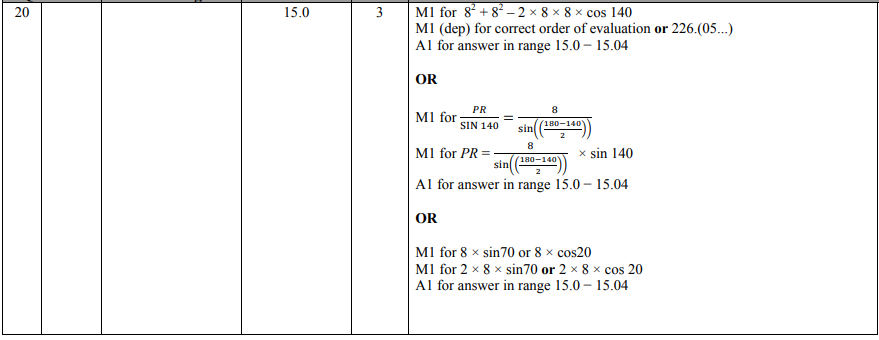 20 15.0 3 M1 for 8² + 8² – 2 × 8 × 8 × cos 140
M1 (dep) for correct order of evaluation or 226.(05...)
A1 for answer in range 15.0 – 15.04
OR
M1 for PR / SIN 140 = 8 / sin((180−140 / 2))
M1 for PR = 8 / sin((180−140 / 2)) × sin 140
A1 for answer in range 15.0 – 15.04
OR
M1 for 8 × sin70 or 8 × cos20
M1 for 2 × 8 × sin70 or 2 × 8 × cos 20
A1 for answer in range 15.0 – 15.04